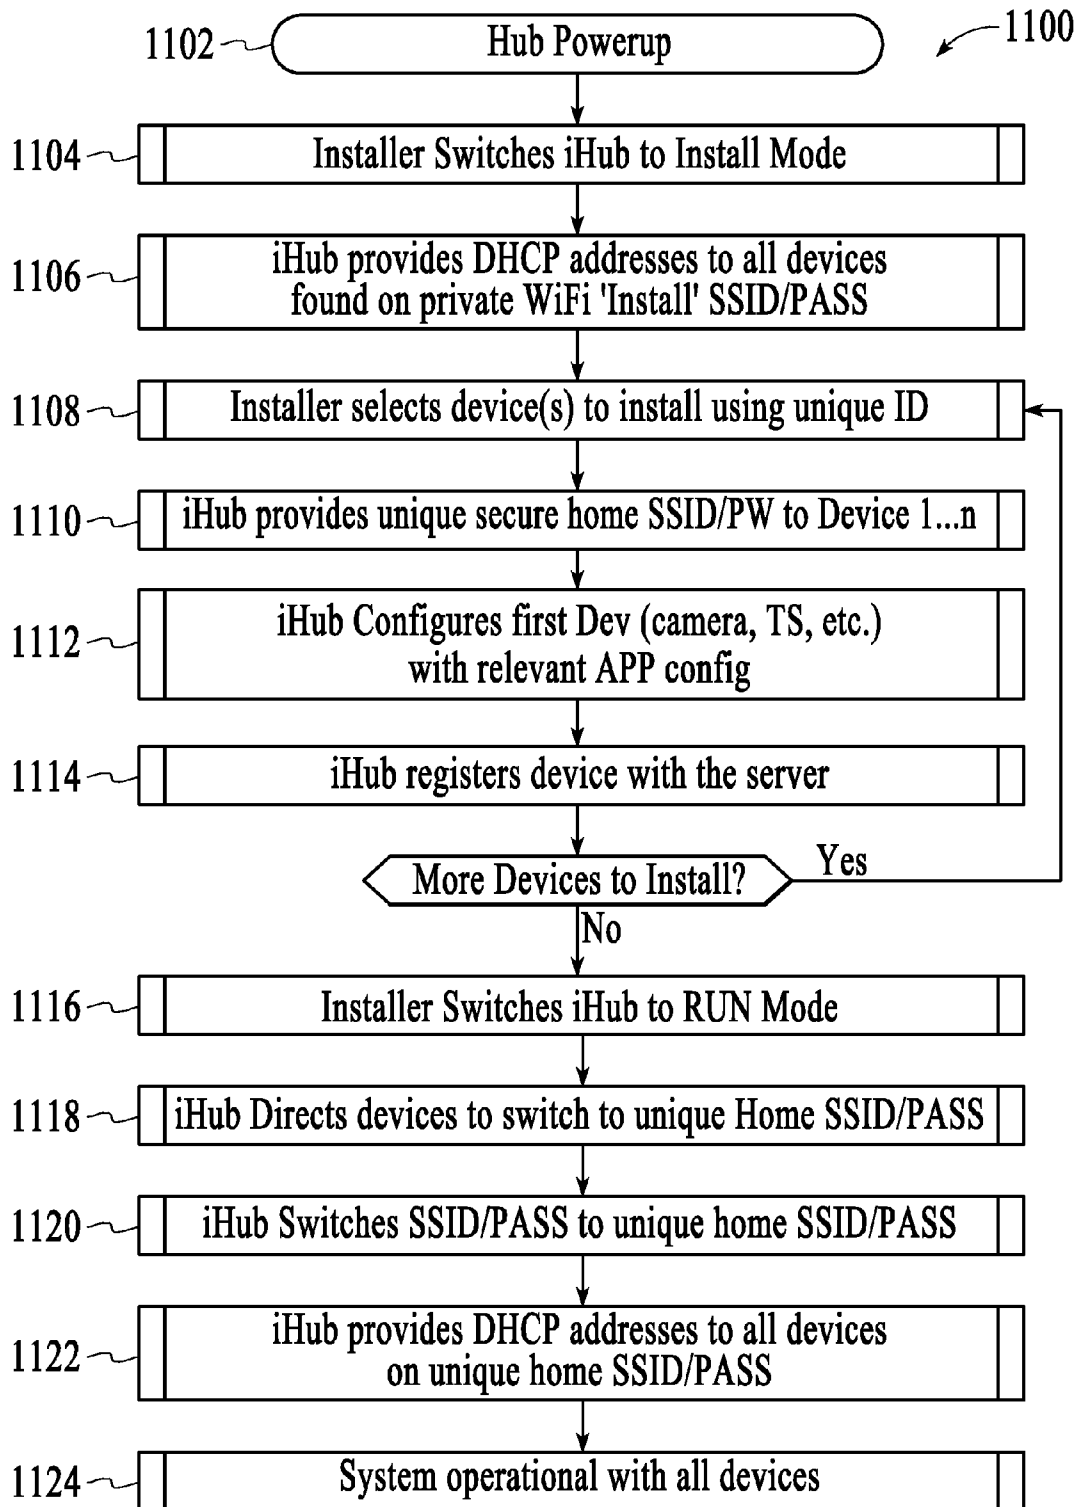 1100
1102 Hub Powerup
1104 Installer Switches iHub to Install Mode
1106 iHub provides DHCP addresses to all devices
found on private WiFi 'Install' SSID/PASS
1108 Installer selects device(s) to install using unique ID
1110 iHub provides unique secure home SSID/PW to Device 1...n
1112 iHub Configures first Dev (camera, TS, etc.)
with relevant APP config
1114 iHub registers device with the server
More Devices to Install? Yes
No
1116 Installer Switches iHub to RUN Mode
1118 iHub Directs devices to switch to unique Home SSID/PASS
1120 iHub Switches SSID/PASS to unique home SSID/PASS
1122 iHub provides DHCP addresses to all devices
on unique home SSID/PASS
1124 System operational with all devices